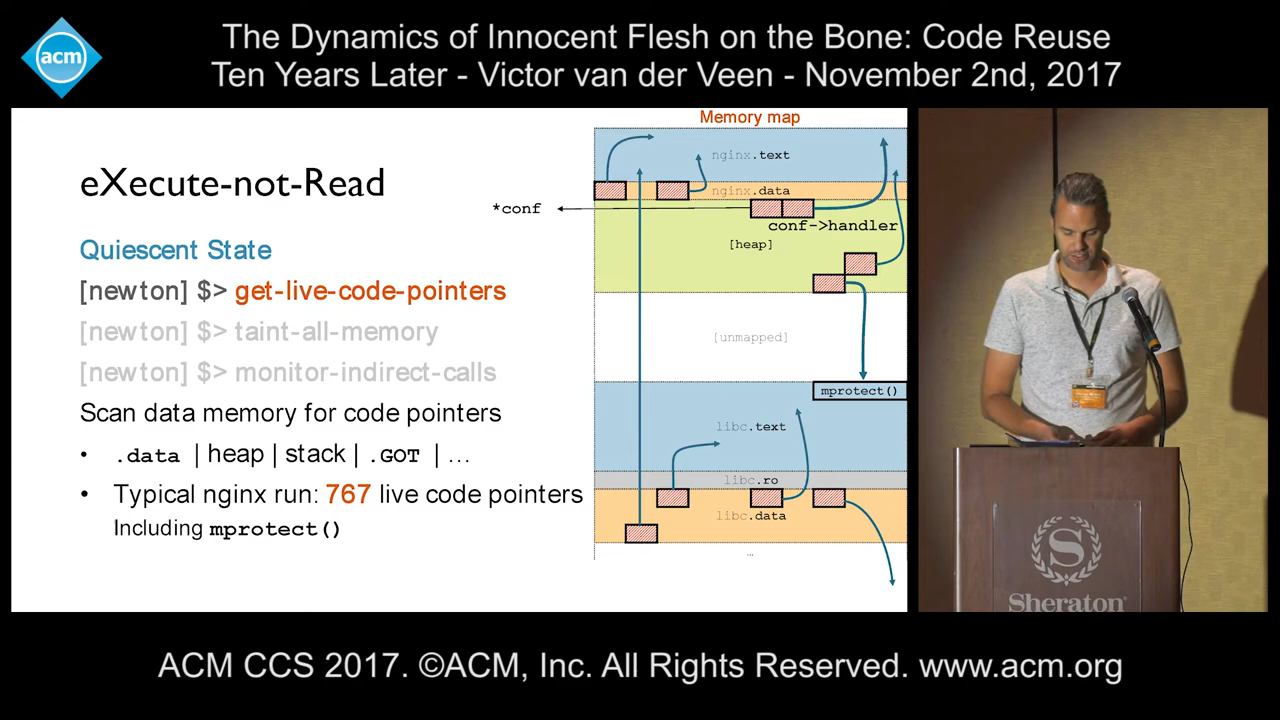 acm
The Dynamics of Innocent Flesh on the Bone: Code Reuse
Ten Years Later - Victor van der Veen - November 2nd, 2017
eXecute-not-Read
Quiescent State
[newton] $> get-live-code-pointers
[newton] $> taint-all-memory
[newton] $> monitor-indirect-calls
Scan data memory for code pointers
• .data | heap | stack | .GOT | …
• Typical nginx run: 767 live code pointers
Including mprotect()
Memory map
nginx.text
nginx.data
*conf
conf->handler
[heap]
[unmapped]
mprotect()
libc.text
libc.ro
libc.data
…
S
Sheraton®
ACM CCS 2017. ©ACM, Inc. All Rights Reserved. www.acm.org